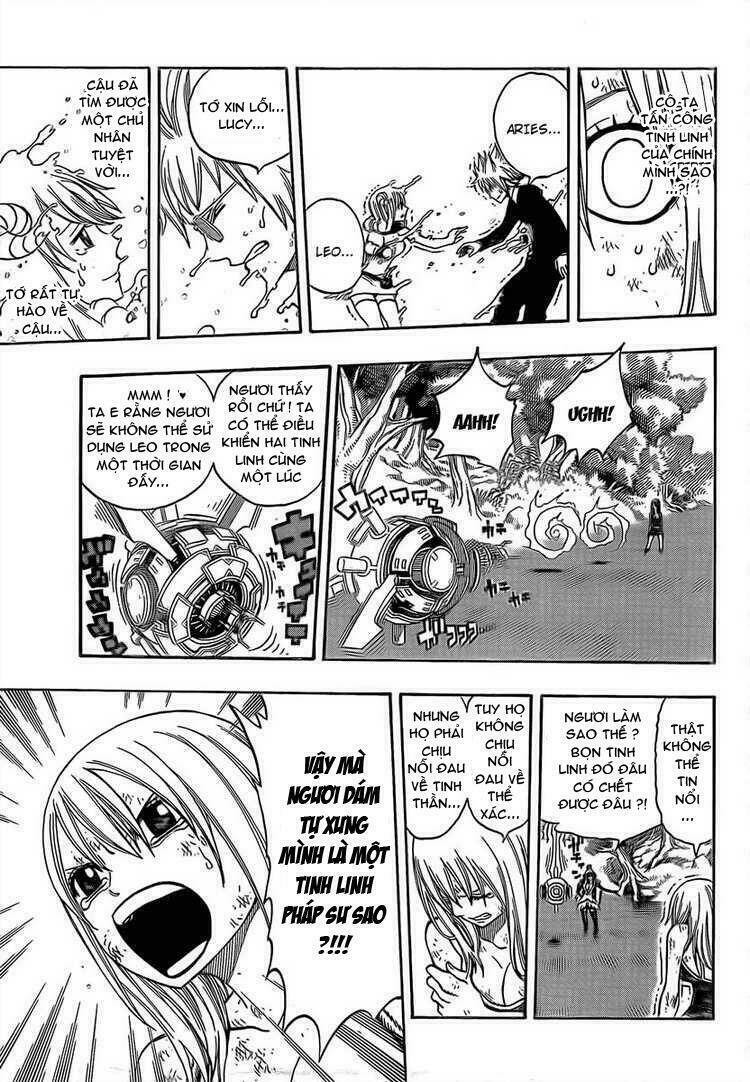 CÔ TA
TẤN CÔNG
TINH LINH
CỦA CHÍNH
MÌNH SAO
...?!
ARIES...
LEO...
TỚ XIN LỖI...
LUCY...
CẬU ĐÃ
TÌM ĐƯỢC
MỘT CHỦ
NHÂN
TUYỆT
VỜI...
TỚ RẤT TỰ
HÀO VỀ
CẬU...
UGHH!
AAHH!
NGƯƠI THẤY
RỒI CHỨ! TA
CÓ THỂ ĐIỀU
KHIỂN HAI TINH
LINH CÙNG
MỘT LÚC
MMM! ♥
TA E RẰNG NGƯƠI
SẼ KHÔNG THỂ SỬ
DỤNG LEO TRONG
MỘT THỜI GIAN
ĐẤY...
THẬT
KHÔNG
THỂ
TIN
NỔI
...
NGƯƠI LÀM
SAO THẾ ?
BỌN TINH
LINH ĐÓ ĐÂU
CÓ CHẾT
ĐƯỢC ĐÂU ?!
TUY HỌ
KHÔNG
CHỊU
NỖI
ĐAU VỀ
THỂ
XÁC...
NHƯNG
HỌ PHẢI
CHỊU
NỖI ĐAU
VỀ TINH
THẦN...
VẬY MÀ
NGƯƠI DÁM
TỰ XƯNG
MÌNH LÀ MỘT
TINH LINH
PHÁP SƯ SAO
?!!!